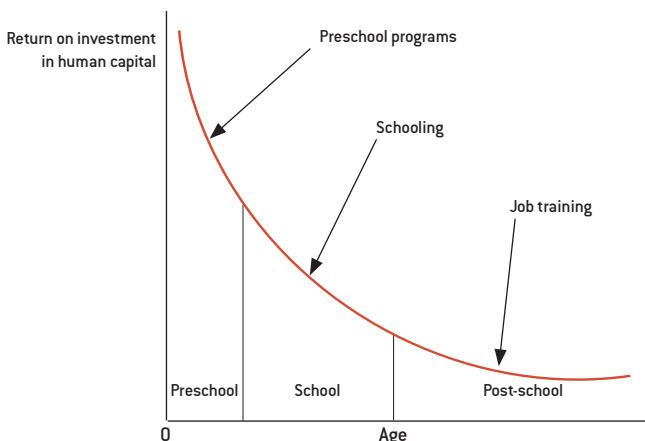 Return on investment
in human capital
Preschool programs
Schooling
Job training
Preschool
School
Post-school
0
Age